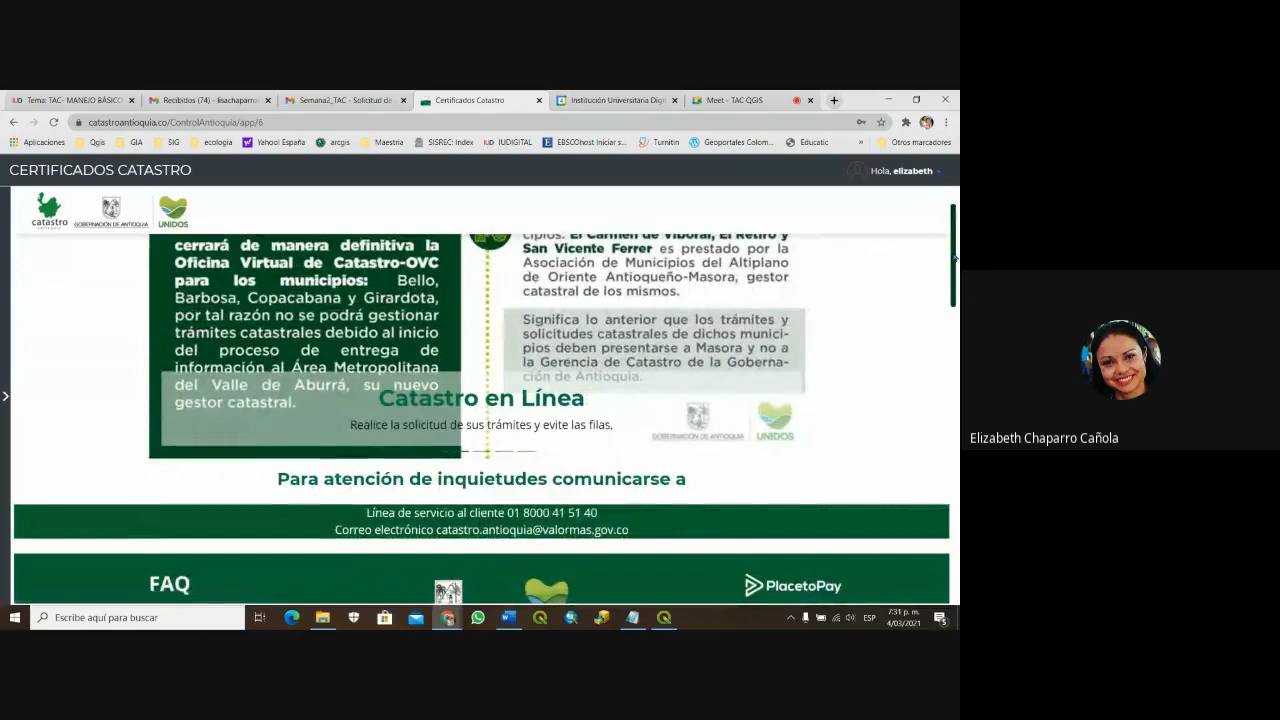 Tema: TAC- MANEJO BÁSICO
Recibidos (74) - lisachaparro
Semana2_TAC - Solicitud de
Certificados Catastro
Institución Universitaria Digi
Meet - TAC QGIS
catastroantioquia.co/ControlAntioquia/app/6
Aplicaciones
Qgis
GIA
SIG
ecologia
Yahoo! España
arcgis
Maestria
SISREC: Index
IUDIGITAL
EBSCOhost Iniciar s...
Turnitin
Geoportales Colom...
Educatic
»
Otros marcadores
CERTIFICADOS CATASTRO
Hola, elizabeth
catastro
GOBERNACIÓN DE ANTIOQUIA
UNIDOS
cerrará de manera definitiva la
Oficina Virtual de Catastro-OVC
para los municipios: Bello,
Barbosa, Copacabana y Girardota,
por tal razón no se podrá gestionar
trámites catastrales debido al inicio
del proceso de entrega de
información al Área Metropolitana
del Valle de Aburrá, su nuevo
gestor catastral.
cipios: El Carmen de Viboral, El Retiro y
San Vicente Ferrer es prestado por la
Asociación de Municipios del Altiplano
de Oriente Antioqueño-Masora, gestor
catastral de los mismos.
Significa lo anterior que los trámites y
solicitudes catastrales de dichos munici-
pios deben presentarse a Masora y no a
la Gerencia de Catastro de la Goberna-
ción de Antioquia.
Catastro en Línea
Realice la solicitud de sus trámites y evite las filas.
GOBERNACIÓN DE ANTIOQUIA
UNIDOS
Para atención de inquietudes comunicarse a
Línea de servicio al cliente 01 8000 41 51 40
Correo electrónico catastro.antioquia@valormas.gov.co
FAQ
PlacetoPay
Escribe aquí para buscar
ESP
7:31 p. m.
4/03/2021
Elizabeth Chaparro Cañola